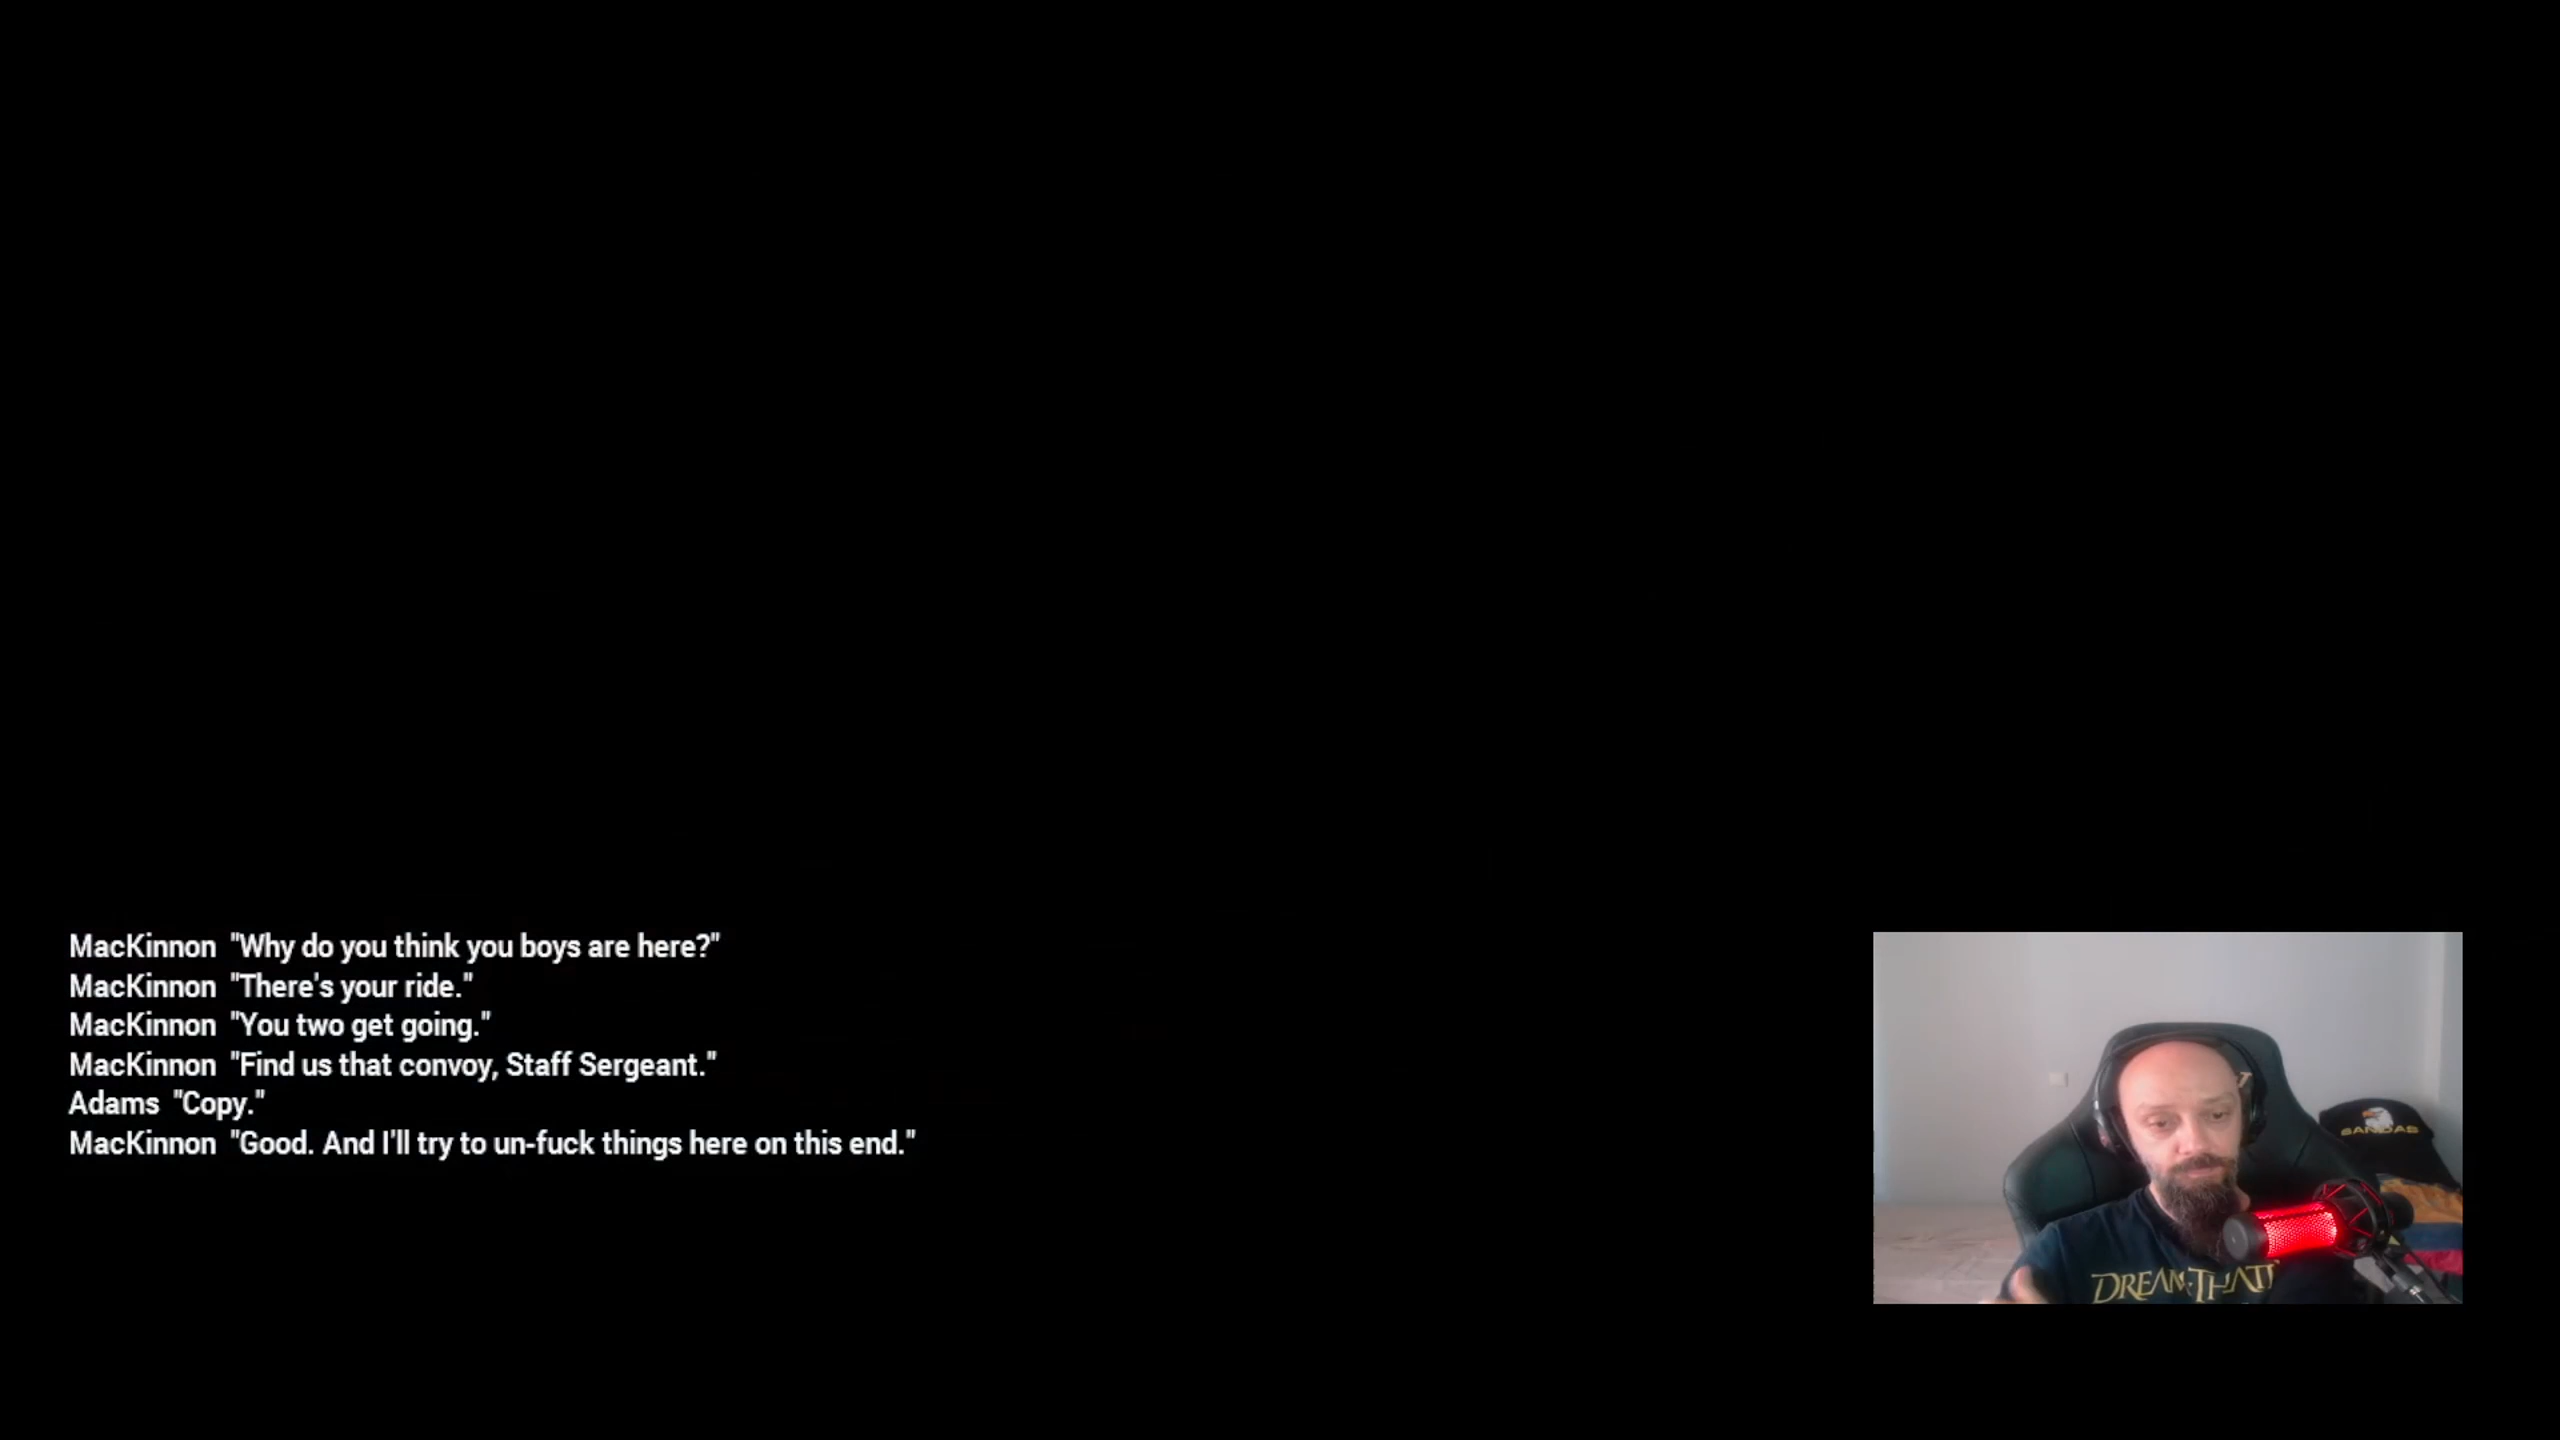 MacKinnon "Why do you think you boys are here?"
MacKinnon "There's your ride."
MacKinnon "You two get going."
MacKinnon "Find us that convoy, Staff Sergeant."
Adams "Copy."
MacKinnon "Good. And I'll try to un-fuck things here on this end."